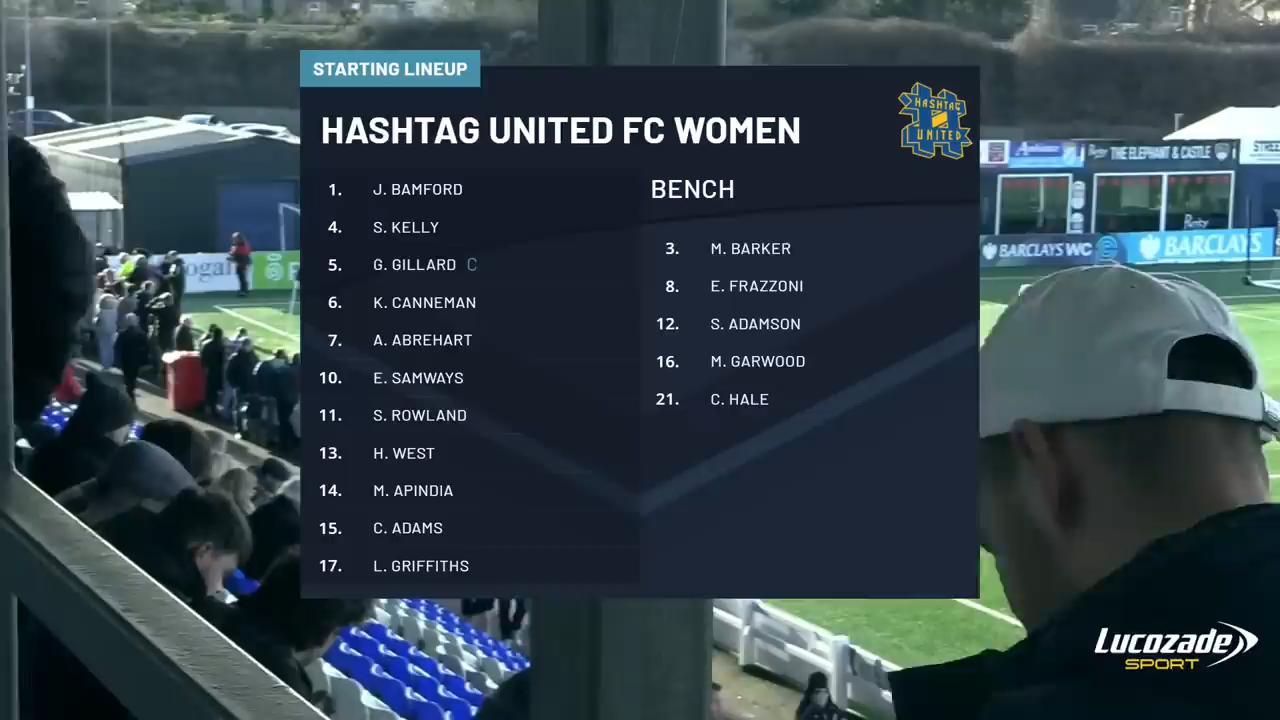 STARTING LINEUP
HASHTAG UNITED FC WOMEN
HASHTAG
UNITED
1. J. BAMFORD
4. S. KELLY
5. G. GILLARD C
6. K. CANNEMAN
7. A. ABREHART
10. E. SAMWAYS
11. S. ROWLAND
13. H. WEST
14. M. APINDIA
15. C. ADAMS
17. L. GRIFFITHS
BENCH
3. M. BARKER
8. E. FRAZZONI
12. S. ADAMSON
16. M. GARWOOD
21. C. HALE
THE ELEPHANT & CASTLE
BARCLAYS WC
BARCLAYS
LUCOZADE
SPORT